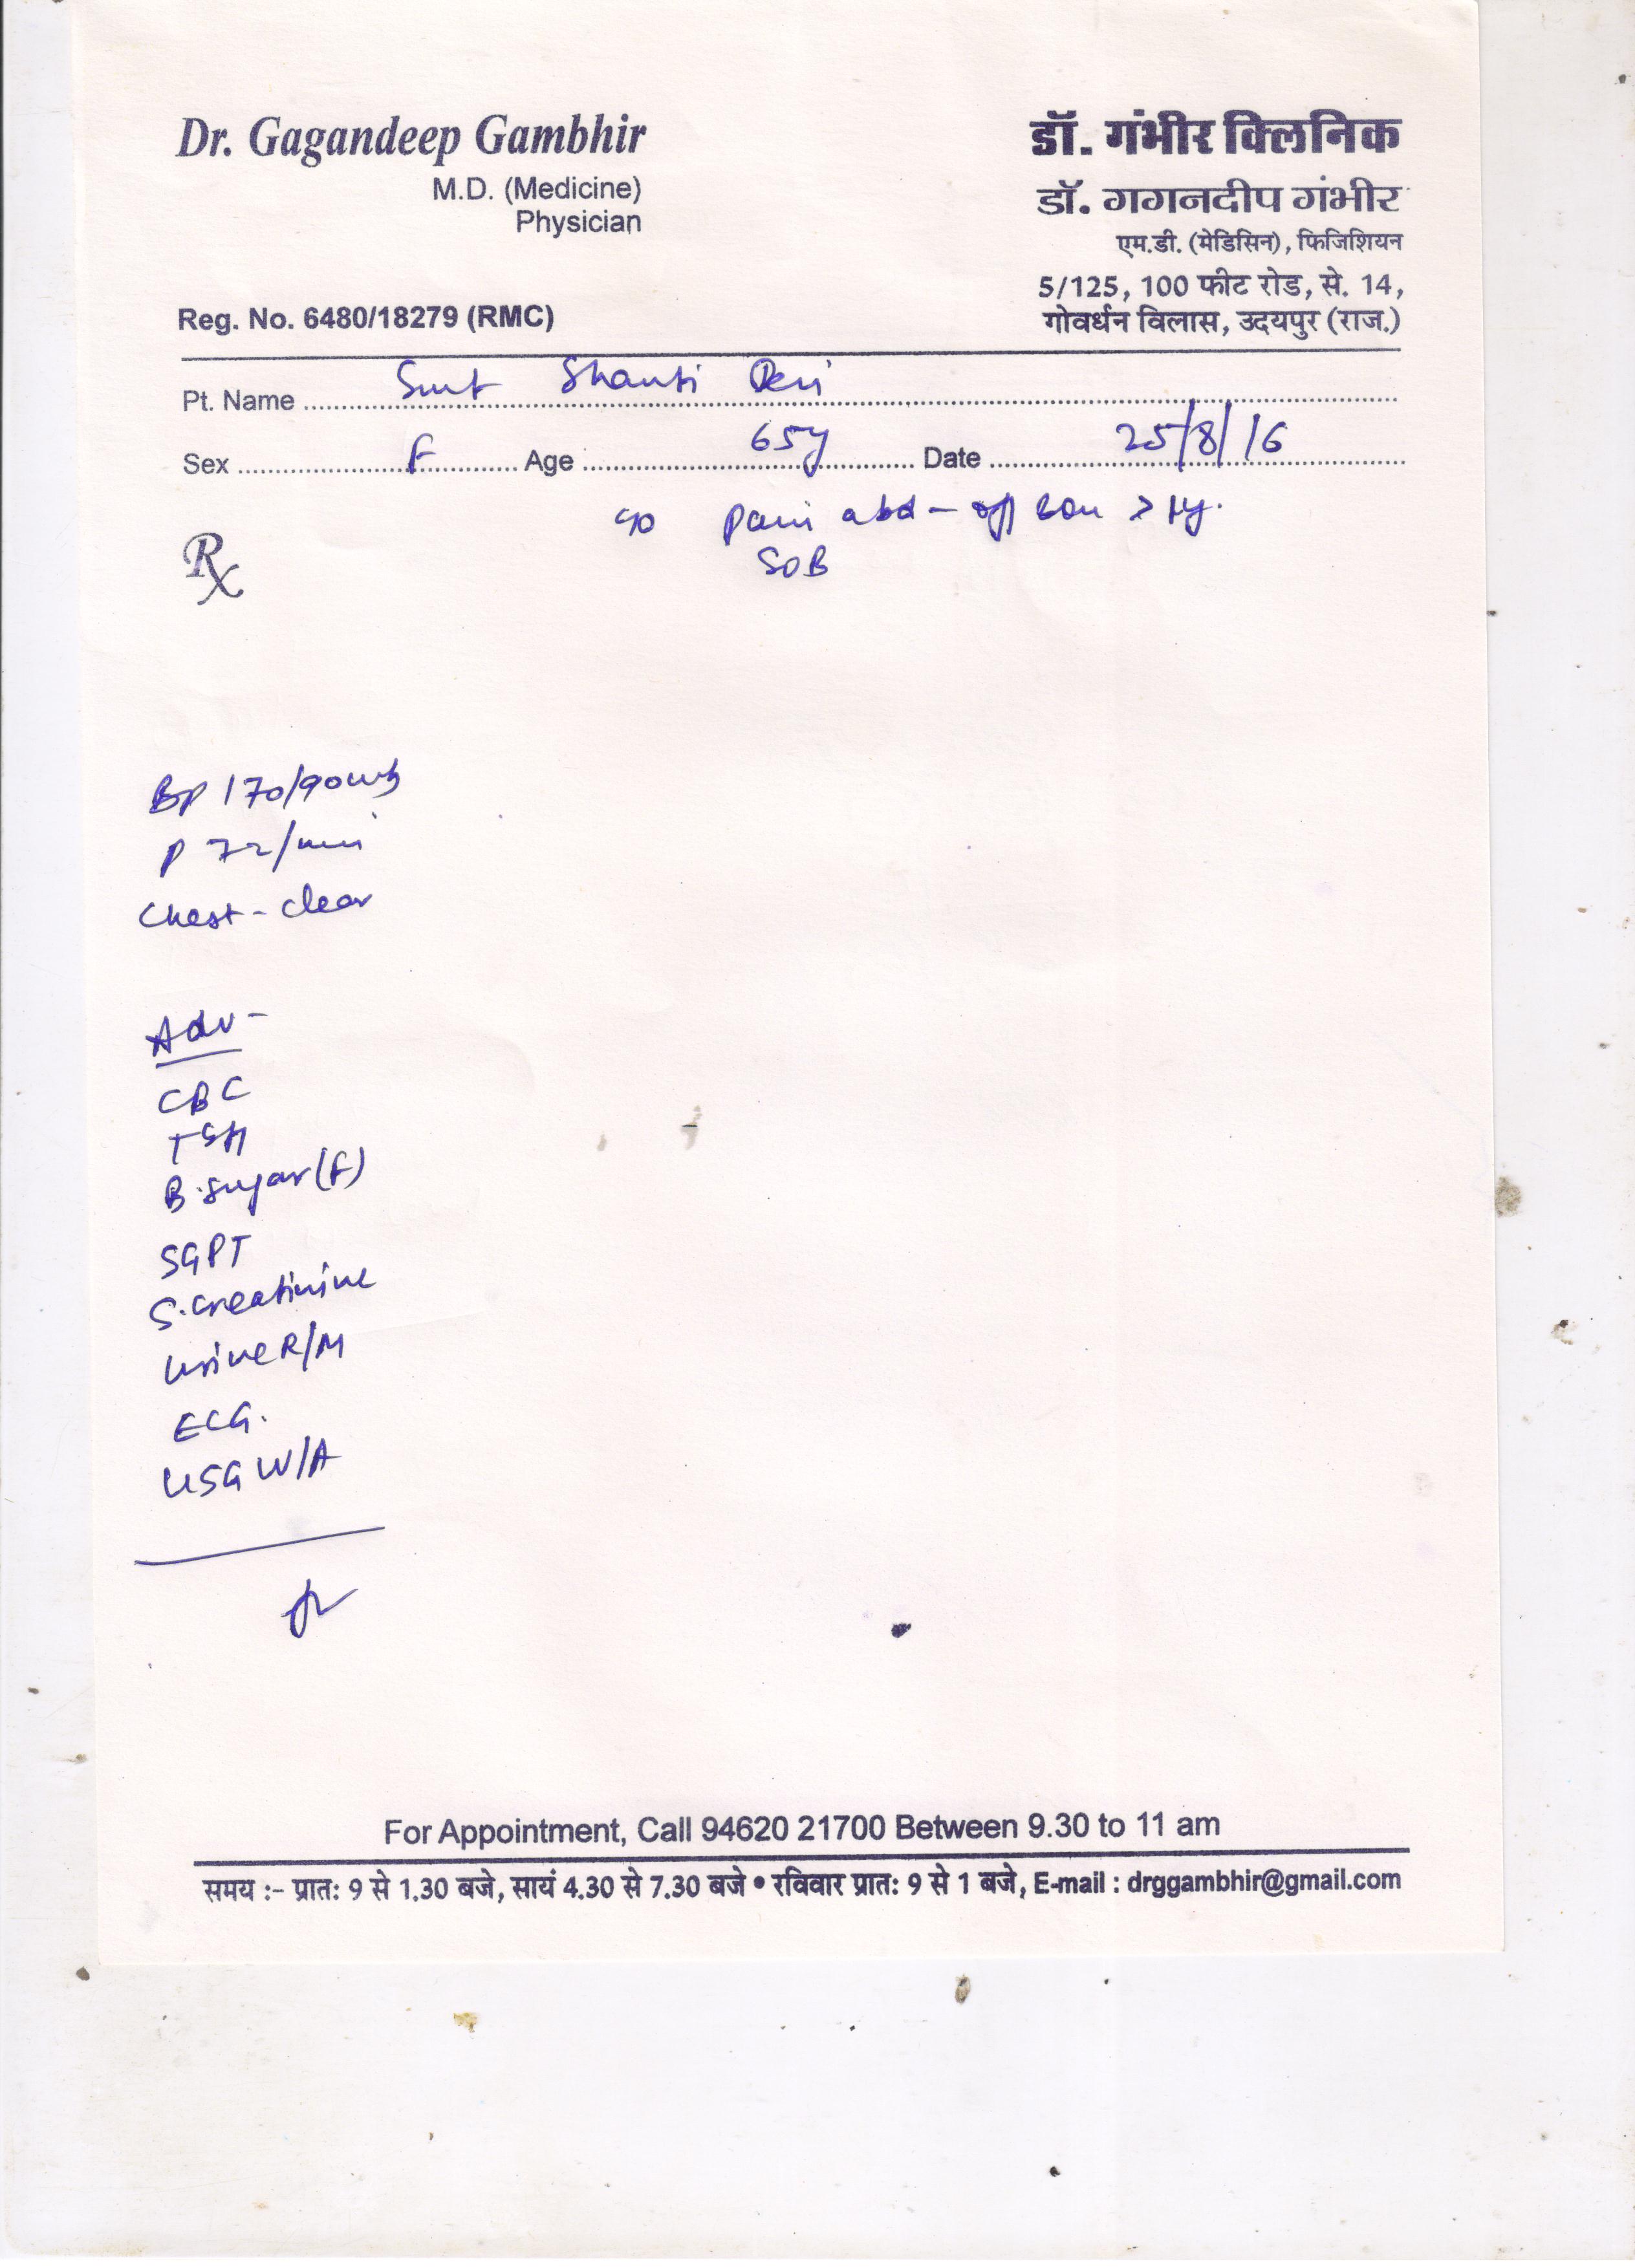 Dr. Gagandeep Gambhir
M.D. (Medicine)
Physician
Reg. No. 6480/18279 (RMC)
डॉ. गंभीर क्लिनिक
डॉ. गगनदीप गंभीर
एम.डी. (मेडिसिन), फिजिशियन
5/125, 100 फीट रोड, से. 14,
गोवर्धन विलास, उदयपुर (राज.)
Pt. Name Smt Shanti Devi
Sex F Age 65y Date 25/8/16
Rx
c/o Pain abd - off & on > 1y.
SOB
BP 170/90
P 72/min
Chest - clear
Adv -
CBC
TSH
B. Sugar (F)
SGPT
S. Creatinine
Urine R/M
ECG.
USG W/A
For Appointment, Call 94620 21700 Between 9.30 to 11 am
समय :- प्रातः 9 से 1.30 बजे, सायं 4.30 से 7.30 बजे • रविवार प्रातः 9 से 1 बजे, E-mail : drggambhir@gmail.com